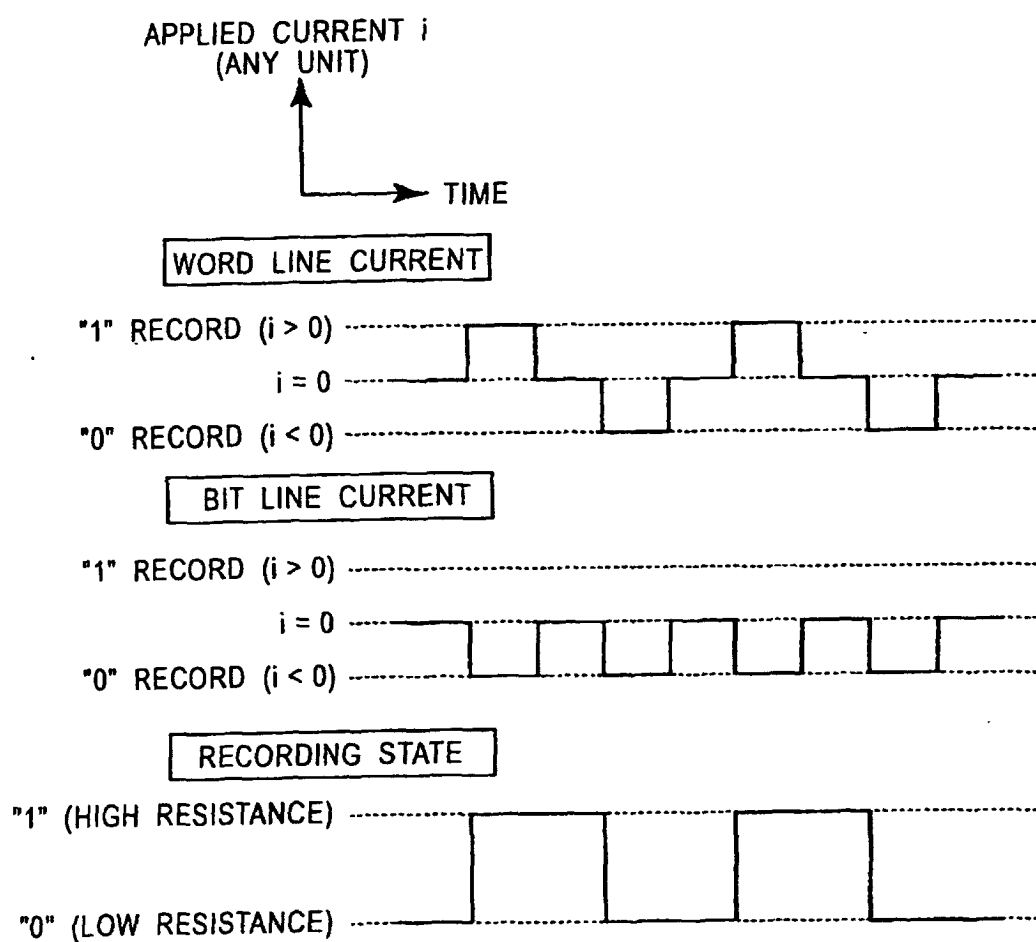 APPLIED CURRENT i
(ANY UNIT)
TIME
WORD LINE CURRENT
"1" RECORD (i > 0)
i = 0
"0" RECORD (i < 0)
BIT LINE CURRENT
"1" RECORD (i > 0)
i = 0
"0" RECORD (i < 0)
RECORDING STATE
"1" (HIGH RESISTANCE)
"0" (LOW RESISTANCE)